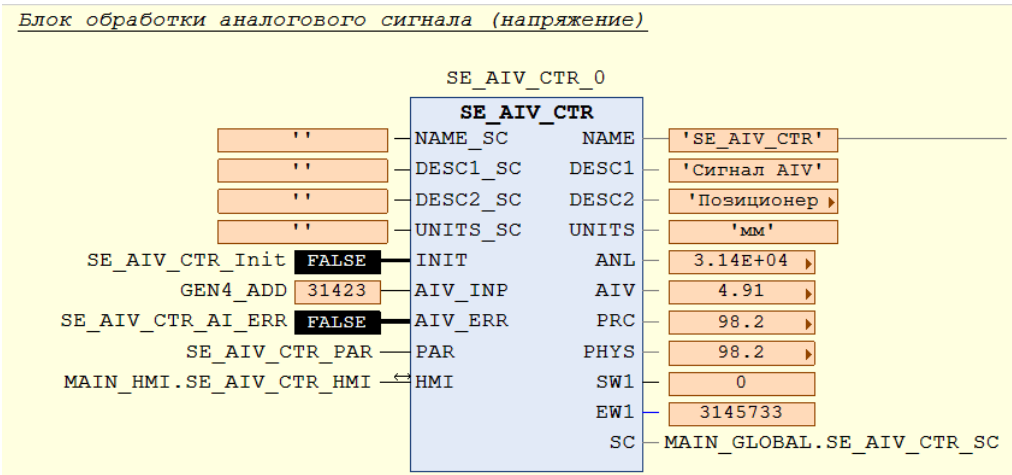 Блок обработки аналогового сигнала (напряжение)
SE_AIV_CTR_0
SE_AIV_CTR
'' NAME_SC NAME 'SE_AIV_CTR'
'' DESC1_SC DESC1 'Сигнал AIV'
'' DESC2_SC DESC2 'Позиционер
'' UNITS_SC UNITS 'мм'
SE_AIV_CTR_Init FALSE INIT ANL 3.14E+04
GEN4_ADD 31423 AIV_INP AIV 4.91
SE_AIV_CTR_AI_ERR FALSE AIV_ERR PRC 98.2
SE_AIV_CTR_PAR PAR PHYS 98.2
MAIN_HMI.SE_AIV_CTR_HMI HMI SW1 0
EW1 3145733
SC MAIN_GLOBAL.SE_AIV_CTR_SC